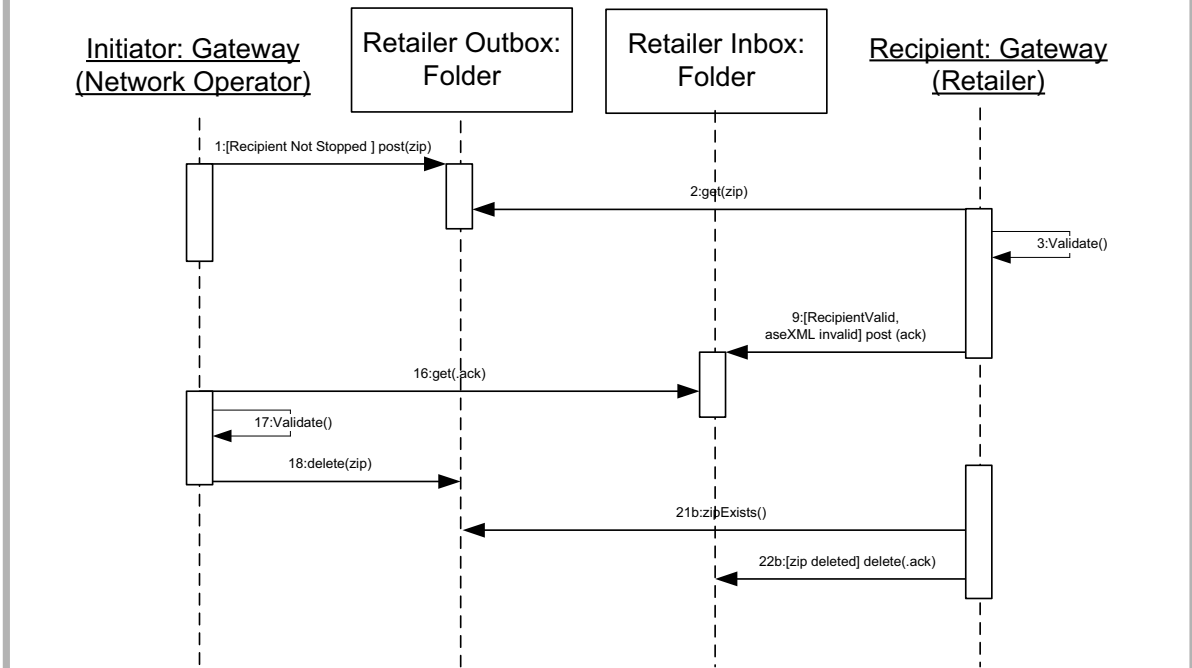 Initiator: Gateway
(Network Operator)
Retailer Outbox:
Folder
Retailer Inbox:
Folder
Recipient: Gateway
(Retailer)
1:[Recipient Not Stopped ] post(zip)
2:get(zip)
3:Validate()
9:[RecipientValid,
aseXML invalid] post (ack)
16:get(.ack)
17:Validate()
18:delete(zip)
21b:zipExists()
22b:[zip deleted] delete(.ack)